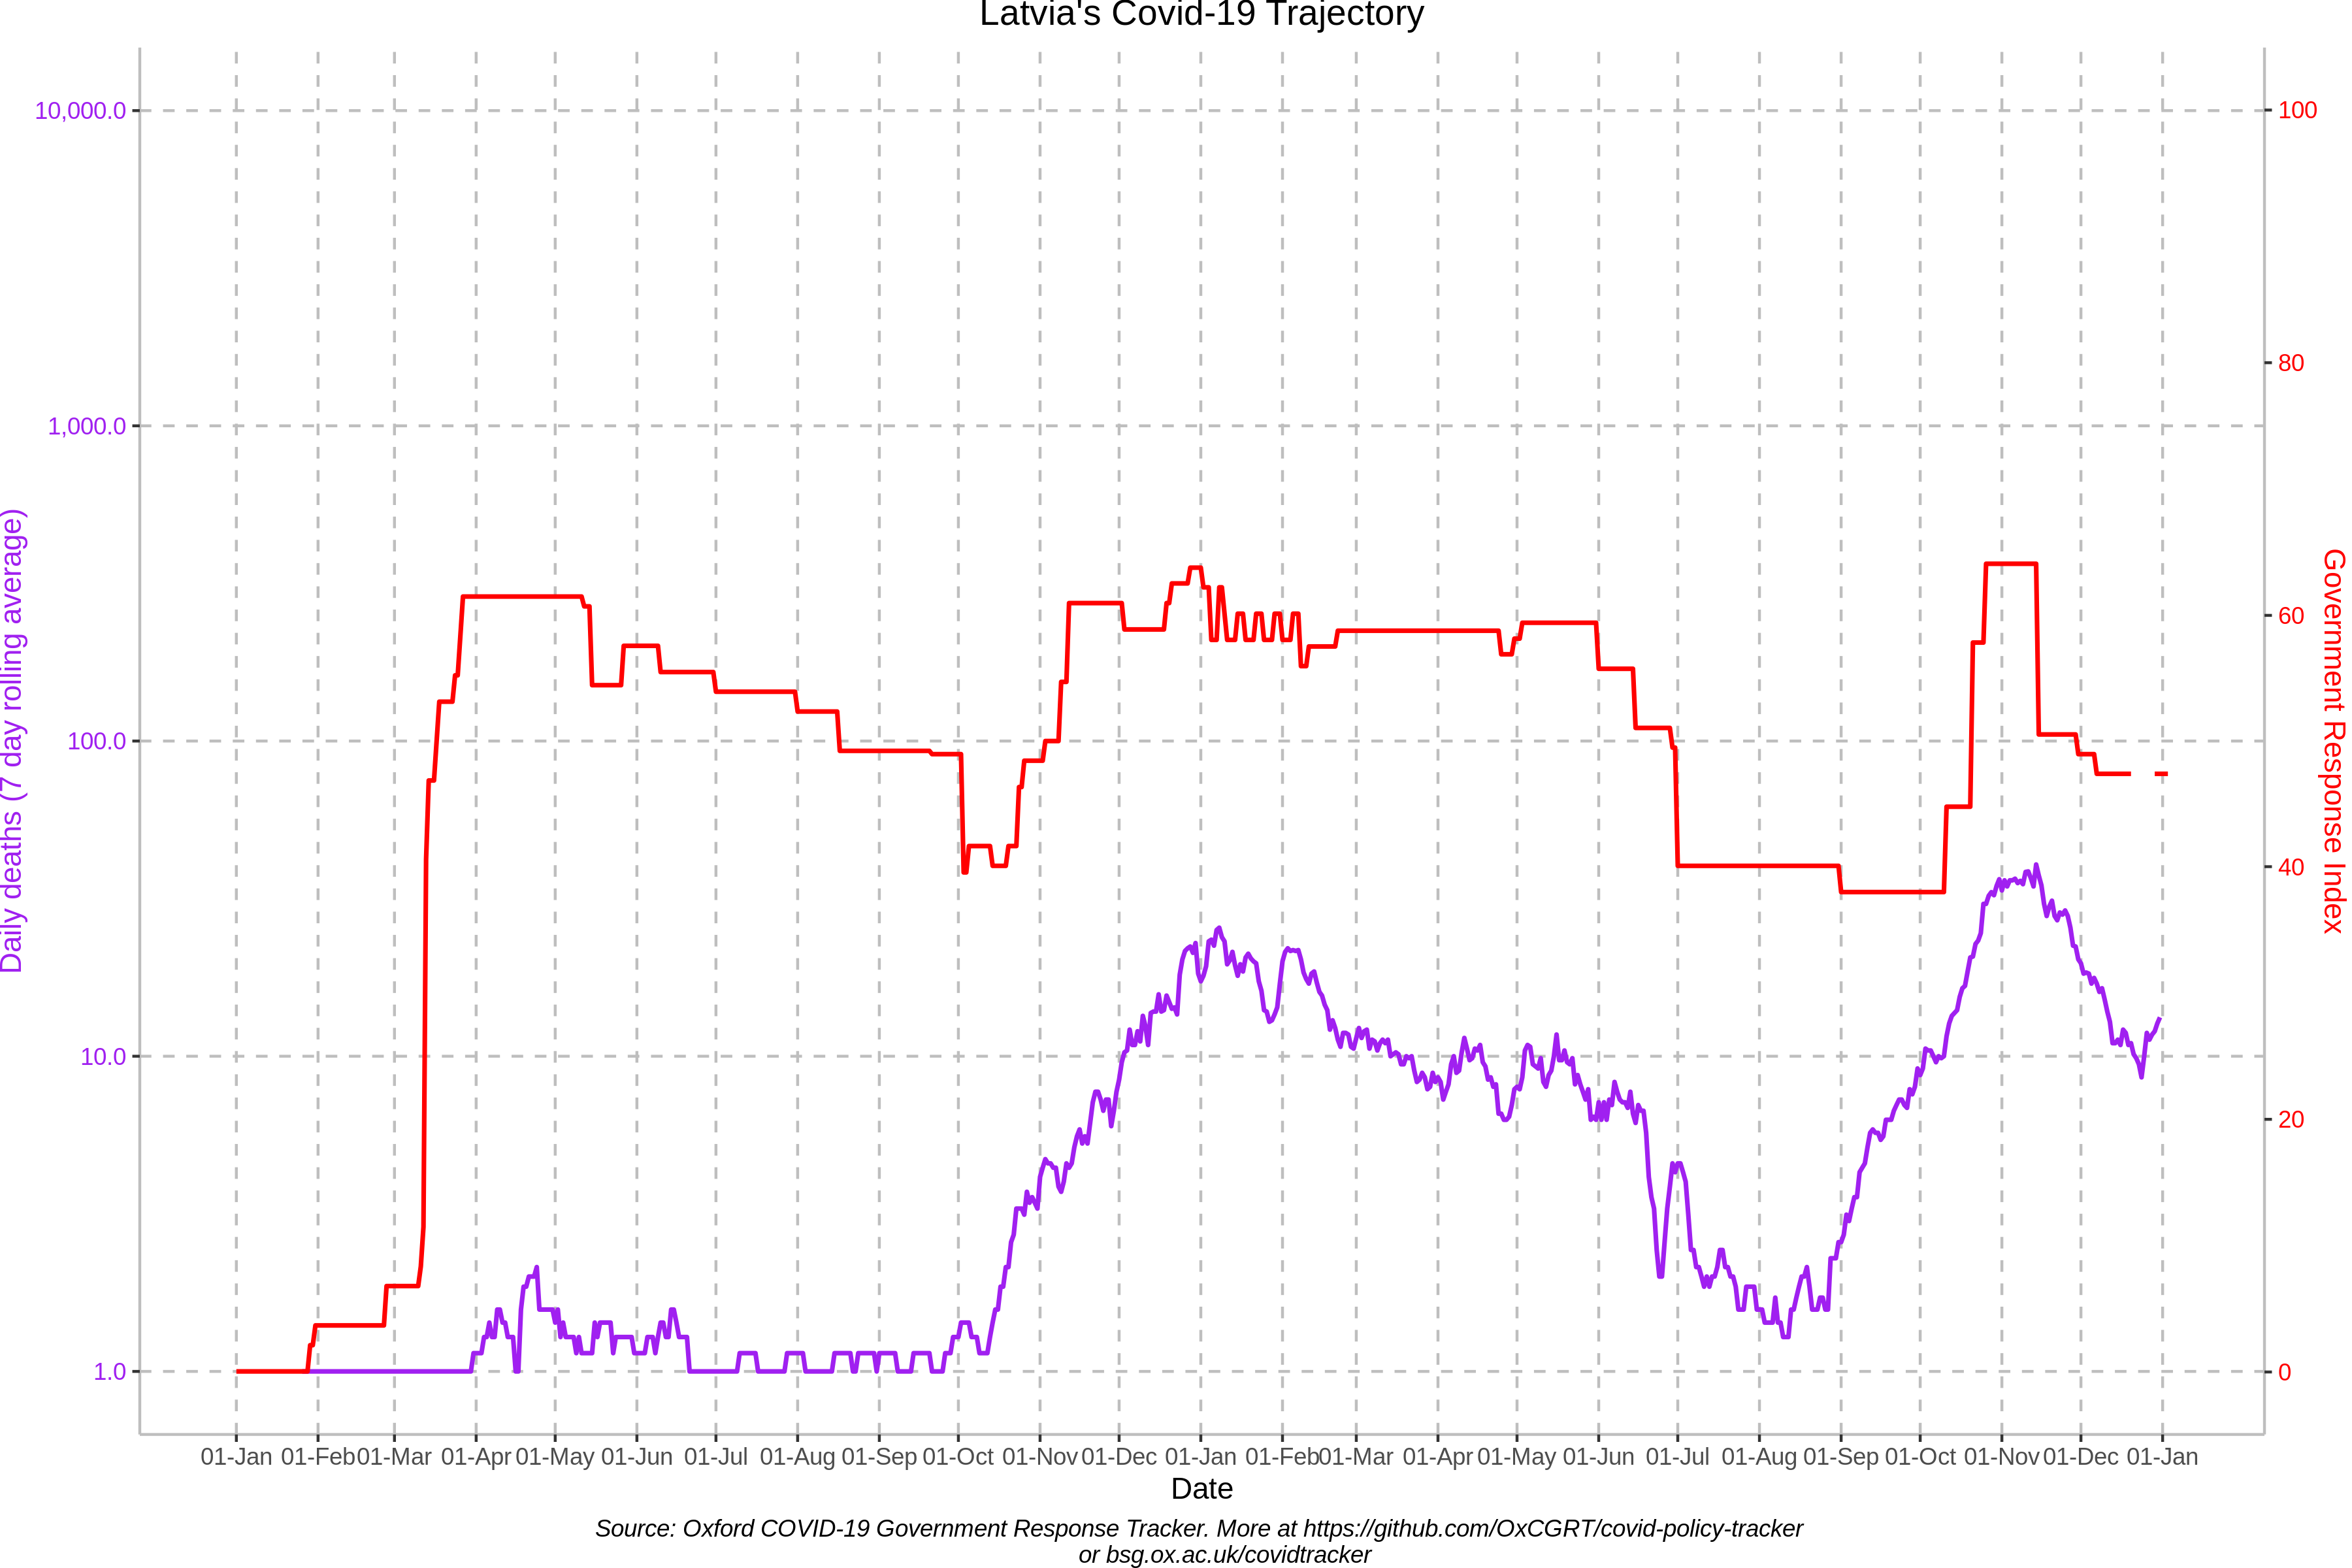 Latvia's Covid-19 Trajectory
10,000.0
1,000.0
100.0
10.0
1.0
Daily deaths (7 day rolling average)
100
80
60
40
20
0
Government Response Index
01-Jan 01-Feb 01-Mar 01-Apr 01-May 01-Jun 01-Jul 01-Aug 01-Sep 01-Oct 01-Nov 01-Dec 01-Jan 01-Feb 01-Mar 01-Apr 01-May 01-Jun 01-Jul 01-Aug 01-Sep 01-Oct 01-Nov 01-Dec 01-Jan
Date
Source: Oxford COVID-19 Government Response Tracker. More at https://github.com/OxCGRT/covid-policy-tracker
or bsg.ox.ac.uk/covidtracker